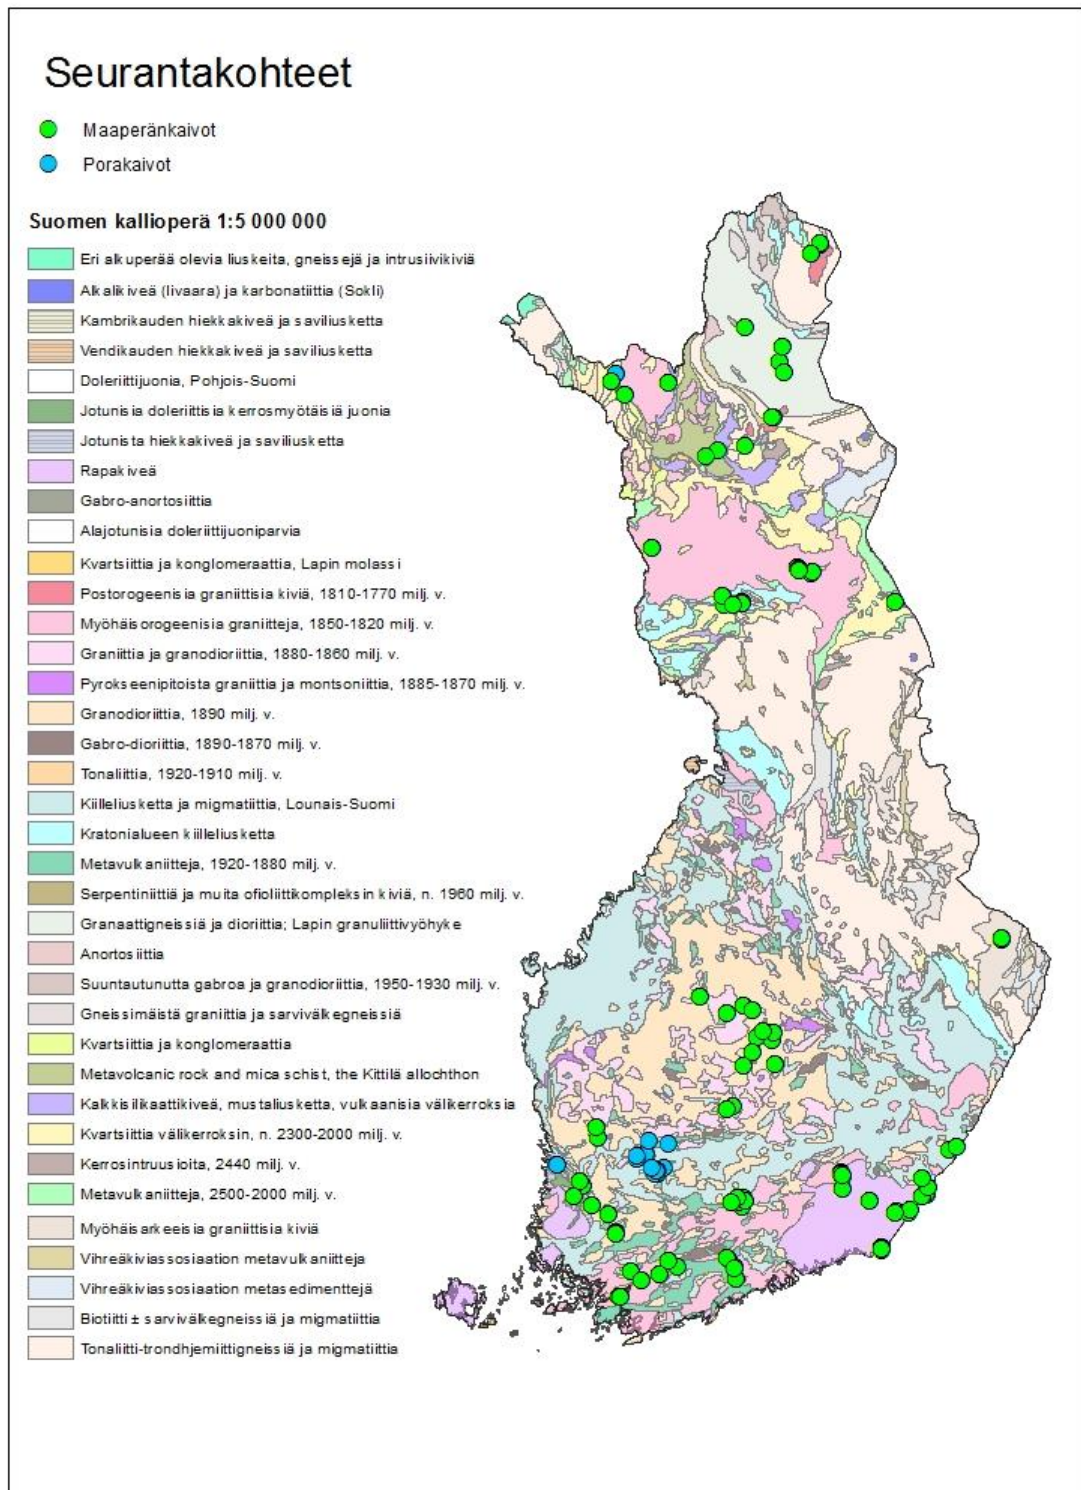 Seurantakohteet
Maaperänkaivot
Porakaivot
Suomen kallioperä 1:5 000 000
Eri alkuperää olevia liuskeita, gneissejä ja intrusiivikiviä
Alkalikiveä (Iivaara) ja karbonatiittia (Sokli)
Kambrikauden hiekkakiveä ja saviliusketta
Vendikauden hiekkakiveä ja saviliusketta
Doleriittijuonia, Pohjois-Suomi
Jotunisia doleriittisia kerrosmyötäisiä juonia
Jotunista hiekkakiveä ja saviliusketta
Rapakiveä
Gabro-anortosiittia
Alajotunisia doleriittijuoniparvia
Kvartsiittia ja konglomeraattia, Lapin molassi
Postorogeenisia graniittisia kiviä, 1810-1770 milj. v.
Myöhäisorogeenisia graniitteja, 1850-1820 milj. v.
Graniittia ja granodioriittia, 1880-1860 milj. v.
Pyrokseenipitoista graniittia ja montsoniittia, 1885-1870 milj. v.
Granodioriittia, 1890 milj. v.
Gabro-dioriittia, 1890-1870 milj. v.
Tonaliittia, 1920-1910 milj. v.
Kiilleliusketta ja migmatiittia, Lounais-Suomi
Kratonialueen kiilleliusketta
Metavulkaniitteja, 1920-1880 milj. v.
Serpentiniittiä ja muita ofioliittikompleksin kiviä, n. 1960 milj. v.
Granaattigneissiä ja dioriittia; Lapin granuliittivyöhyke
Anortosiittia
Suuntautunutta gabroa ja granodioriittia, 1950-1930 milj. v.
Gneissimäistä graniittia ja sarvivälkegneissiä
Kvartsiittia ja konglomeraattia
Metavolcanic rock and mica schist, the Kittilä allochthon
Kalkkisilikaattikiveä, mustaliusketta, vulkaanisia välikerroksia
Kvartsiittia välikerroksin, n. 2300-2000 milj. v.
Kerrosintruusioita, 2440 milj. v.
Metavulkaniitteja, 2500-2000 milj. v.
Myöhäisarkeeisia graniittisia kiviä
Vihreäkiviassosiaation metavulkaniitteja
Vihreäkiviassosiaation metasedimenttejä
Biotiitti ± sarvivälkegneissiä ja migmatiittia
Tonaliitti-trondhjemiittigneissiä ja migmatiittia